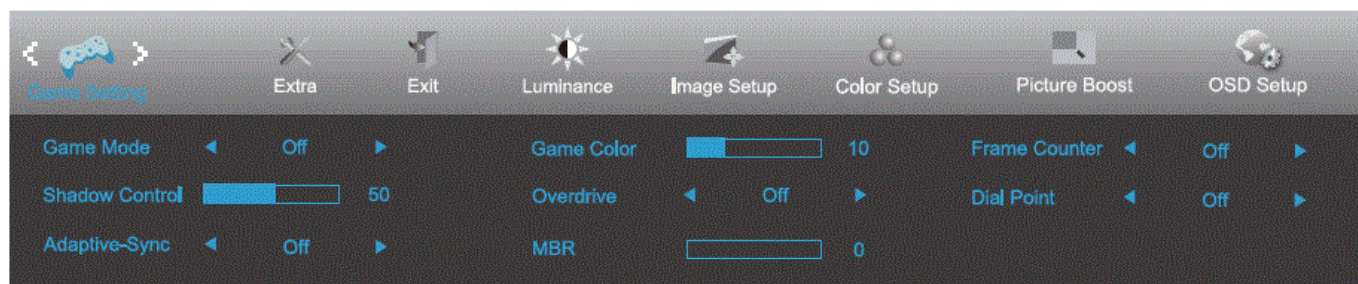 Game Setting
Extra
Exit
Luminance
Image Setup
Color Setup
Picture Boost
OSD Setup
Game Mode Off
Game Color 10
Frame Counter Off
Shadow Control 50
Overdrive Off
Dial Point Off
Adaptive-Sync Off
MBR 0